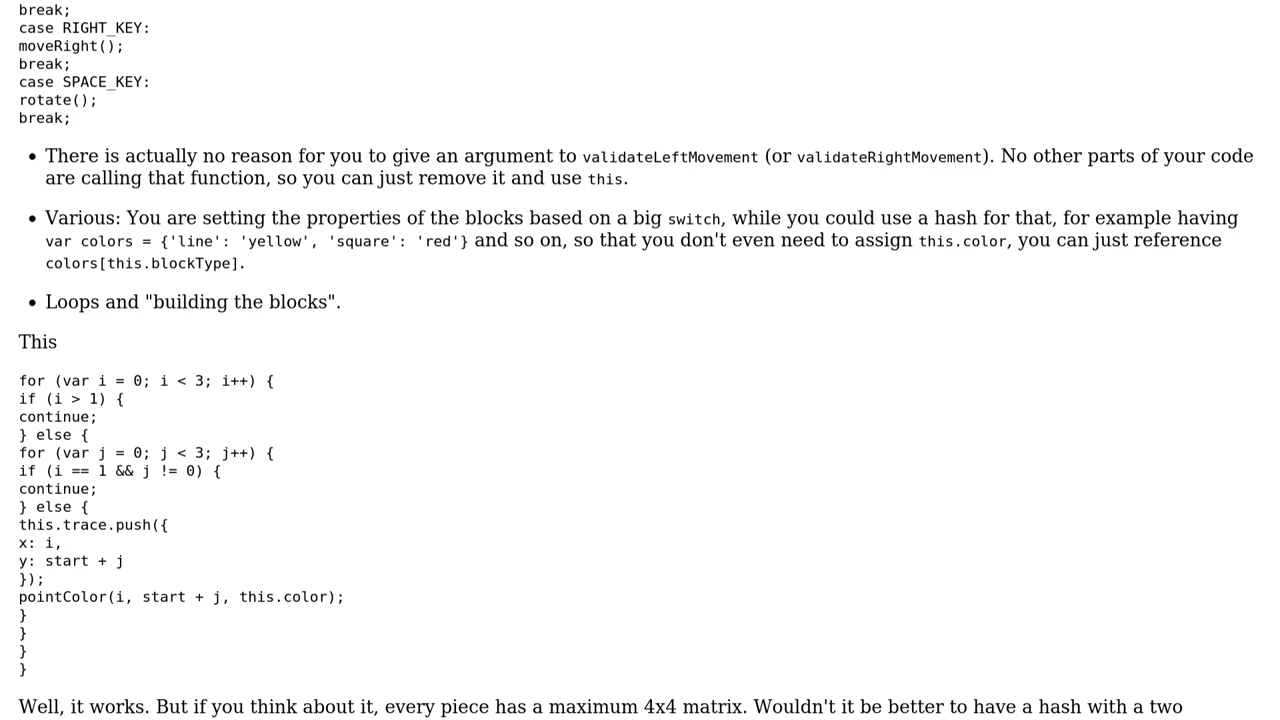 break;
case RIGHT_KEY:
moveRight();
break;
case SPACE_KEY:
rotate();
break;
• There is actually no reason for you to give an argument to validateLeftMovement (or validateRightMovement). No other parts of your code
are calling that function, so you can just remove it and use this.
• Various: You are setting the properties of the blocks based on a big switch, while you could use a hash for that, for example having
var colors = {'line': 'yellow', 'square': 'red'} and so on, so that you don't even need to assign this.color, you can just reference
colors[this.blockType].
• Loops and "building the blocks".
This
for (var i = 0; i < 3; i++) {
if (i > 1) {
continue;
} else {
for (var j = 0; j < 3; j++) {
if (i == 1 && j != 0) {
continue;
} else {
this.trace.push({
x: i,
y: start + j
});
pointColor(i, start + j, this.color);
}
}
}
}
Well, it works. But if you think about it, every piece has a maximum 4x4 matrix. Wouldn't it be better to have a hash with a two